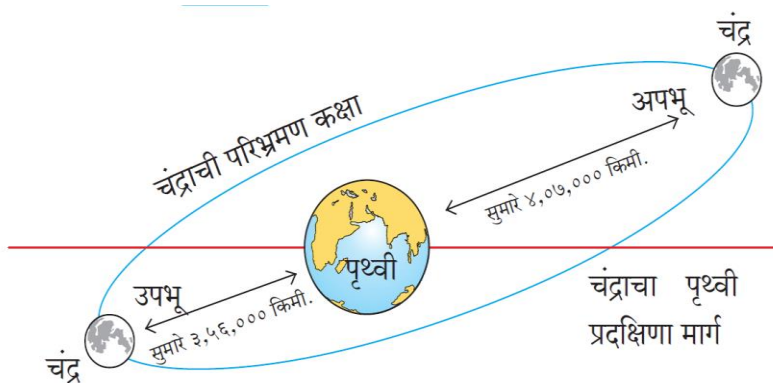 चंद्र
अपभू
चंद्राची परिभ्रमण कक्षा
सुमारे ४,०७,००० किमी.
पृथ्वी
उपभू
सुमारे ३,५६,००० किमी.
चंद्र
चंद्राचा पृथ्वी
प्रदक्षिणा मार्ग